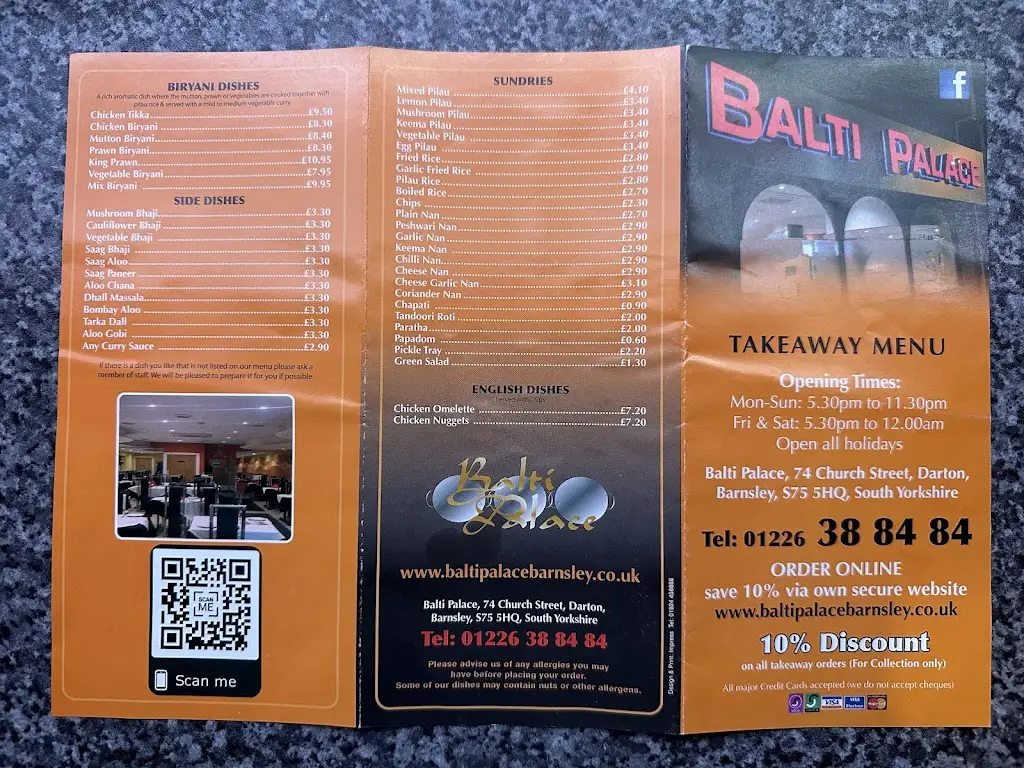 BIRYANI DISHES
A rich aromatic dish where the mutton, prawn or vegetables are cooked together with
pilau rice & served with a mild to medium vegetable curry.
Chicken Tikka £9.50
Chicken Biryani £8.30
Mutton Biryani £8.40
Prawn Biryani £8.30
King Prawn £10.95
Vegetable Biryani £7.95
Mix Biryani £9.95
SIDE DISHES
Mushroom Bhaji £3.30
Cauliflower Bhaji £3.30
Vegetable Bhaji £3.30
Saag Bhaji £3.30
Saag Aloo £3.30
Saag Paneer £3.30
Aloo Chana £3.30
Dhall Massala £3.30
Bombay Aloo £3.30
Tarka Dall £3.30
Aloo Gobi £3.30
Any Curry Sauce £2.90
If there is a dish you like that is not listed on our menu please ask a
member of staff. We will be pleased to prepare it for you if possible.
SCAN
ME
Scan me
SUNDRIES
Mixed Pilau £4.10
Lemon Pilau £3.40
Mushroom Pilau £3.40
Keema Pilau £3.40
Vegetable Pilau £3.40
Egg Pilau £3.40
Fried Rice £2.80
Garlic Fried Rice £2.90
Pilau Rice £2.80
Boiled Rice £2.70
Chips £2.30
Plain Nan £2.70
Peshwari Nan £2.90
Garlic Nan £2.90
Keema Nan £2.90
Chilli Nan £2.90
Cheese Nan £2.90
Cheese Garlic Nan £3.10
Coriander Nan £2.90
Chapati £0.90
Tandoori Roti £2.00
Paratha £2.00
Papadom £0.60
Pickle Tray £2.20
Green Salad £1.30
ENGLISH DISHES
Served with chips
Chicken Omelette £7.20
Chicken Nuggets £7.20
Balti
Palace
www.baltipalacebarnsley.co.uk
Balti Palace, 74 Church Street, Darton,
Barnsley, S75 5HQ, South Yorkshire
Tel: 01226 38 84 84
Please advise us of any allergies you may
have before placing your order.
Some of our dishes may contain nuts or other allergens.
Design & Print: Impress Tel: 01924
f
BALTI PALACE
TAKEAWAY MENU
Opening Times:
Mon-Sun: 5.30pm to 11.30pm
Fri & Sat: 5.30pm to 12.00am
Open all holidays
Balti Palace, 74 Church Street, Darton,
Barnsley, S75 5HQ, South Yorkshire
Tel: 01226 38 84 84
ORDER ONLINE
save 10% via own secure website
www.baltipalacebarnsley.co.uk
10% Discount
on all takeaway orders (For Collection only)
All major Credit Cards accepted (we do not accept cheques)
VISA
VISA
Electron
MasterCard